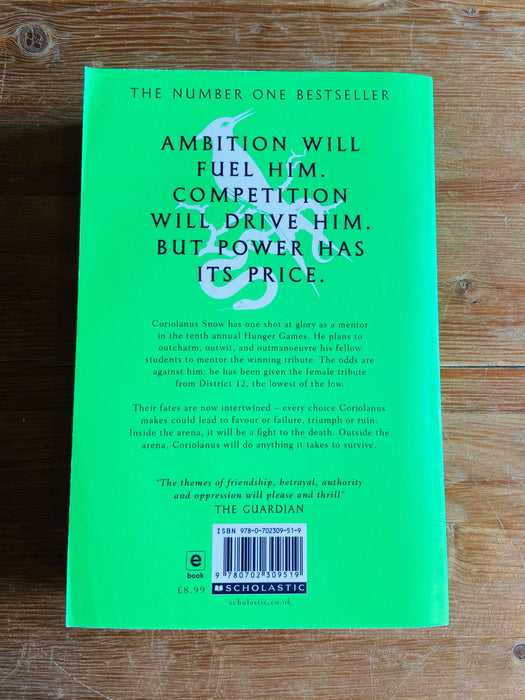 THE NUMBER ONE BESTSELLER
AMBITION WILL
FUEL HIM.
COMPETITION
WILL DRIVE HIM.
BUT POWER HAS
ITS PRICE.
Coriolanus Snow has one shot at glory as a mentor
in the tenth annual Hunger Games. He plans to
outcharm, outwit, and outmanoeuvre his fellow
students to mentor the winning tribute. The odds are
against him: he has been given the female tribute
from District 12, the lowest of the low.
Their fates are now intertwined – every choice Coriolanus
makes could lead to favour or failure, triumph or ruin.
Inside the arena, it will be a fight to the death. Outside the
arena, Coriolanus will do anything it takes to survive.
"The themes of friendship, betrayal, authority
and oppression will please and thrill"
THE GUARDIAN
ISBN 978-0-702309-51-9
e
book
£8.99
9 780702 309519
SCHOLASTIC
scholastic.co.uk